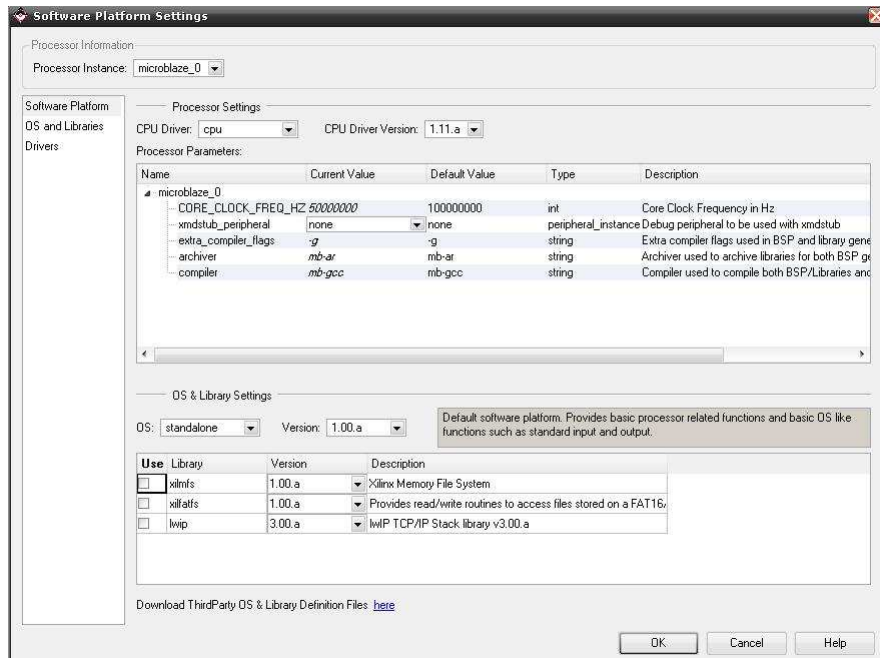 Software Platform Settings
Processor Information
Processor Instance: microblaze_0
Software Platform
OS and Libraries
Drivers
Processor Settings
CPU Driver: cpu CPU Driver Version: 1.11.a
Processor Parameters:
Name Current Value Default Value Type Description
microblaze_0
CORE_CLOCK_FREQ_HZ 50000000 100000000 int Core Clock Frequency in Hz
xmdstub_peripheral none none peripheral_instance Debug peripheral to be used with xmdstub
extra_compiler_flags -g -g string Extra compiler flags used in BSP and library gene
archiver mb-ar mb-ar string Archiver used to archive libraries for both BSP ge
compiler mb-gcc mb-gcc string Compiler used to compile both BSP/Libraries and
OS & Library Settings
OS: standalone Version: 1.00.a
Default software platform. Provides basic processor related functions and basic OS like
functions such as standard input and output.
Use Library Version Description
xilmfs 1.00.a Xilinx Memory File System
xilfatfs 1.00.a Provides read/write routines to access files stored on a FAT16/
lwip 3.00.a lwIP TCP/IP Stack library v3.00.a
Download ThirdParty OS & Library Definition Files here
OK Cancel Help